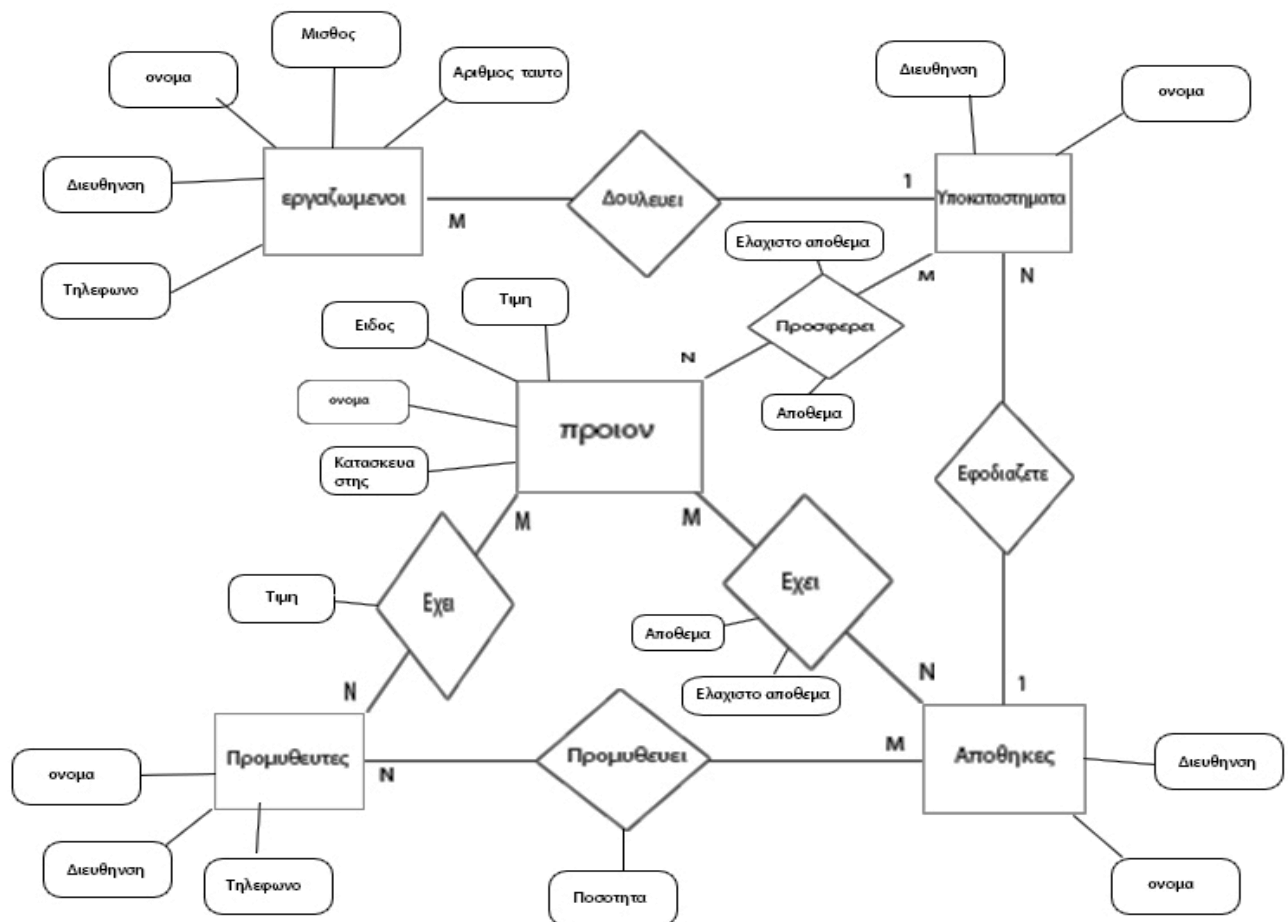 Μισθος
ονομα
Αριθμος ταυτο
Διευθηνση
ονομα
Διευθηνση
εργαζωμενοι
Δουλευει
Υποκαταστηματα
M
1
Τηλεφωνο
Ελαχιστο αποθεμα
M
N
Τιμη
Ειδος
Προσφερει
N
ονομα
Αποθεμα
προιον
Κατασκευα
στης
Εφοδιαζετε
M
M
Τιμη
Εχει
Εχει
Αποθεμα
Ελαχιστο αποθεμα
N
N
1
Προμυθευτες
Προμυθευει
M
Αποθηκες
N
Διευθηνση
ονομα
Διευθηνση
Τηλεφωνο
Ποσοτητα
ονομα